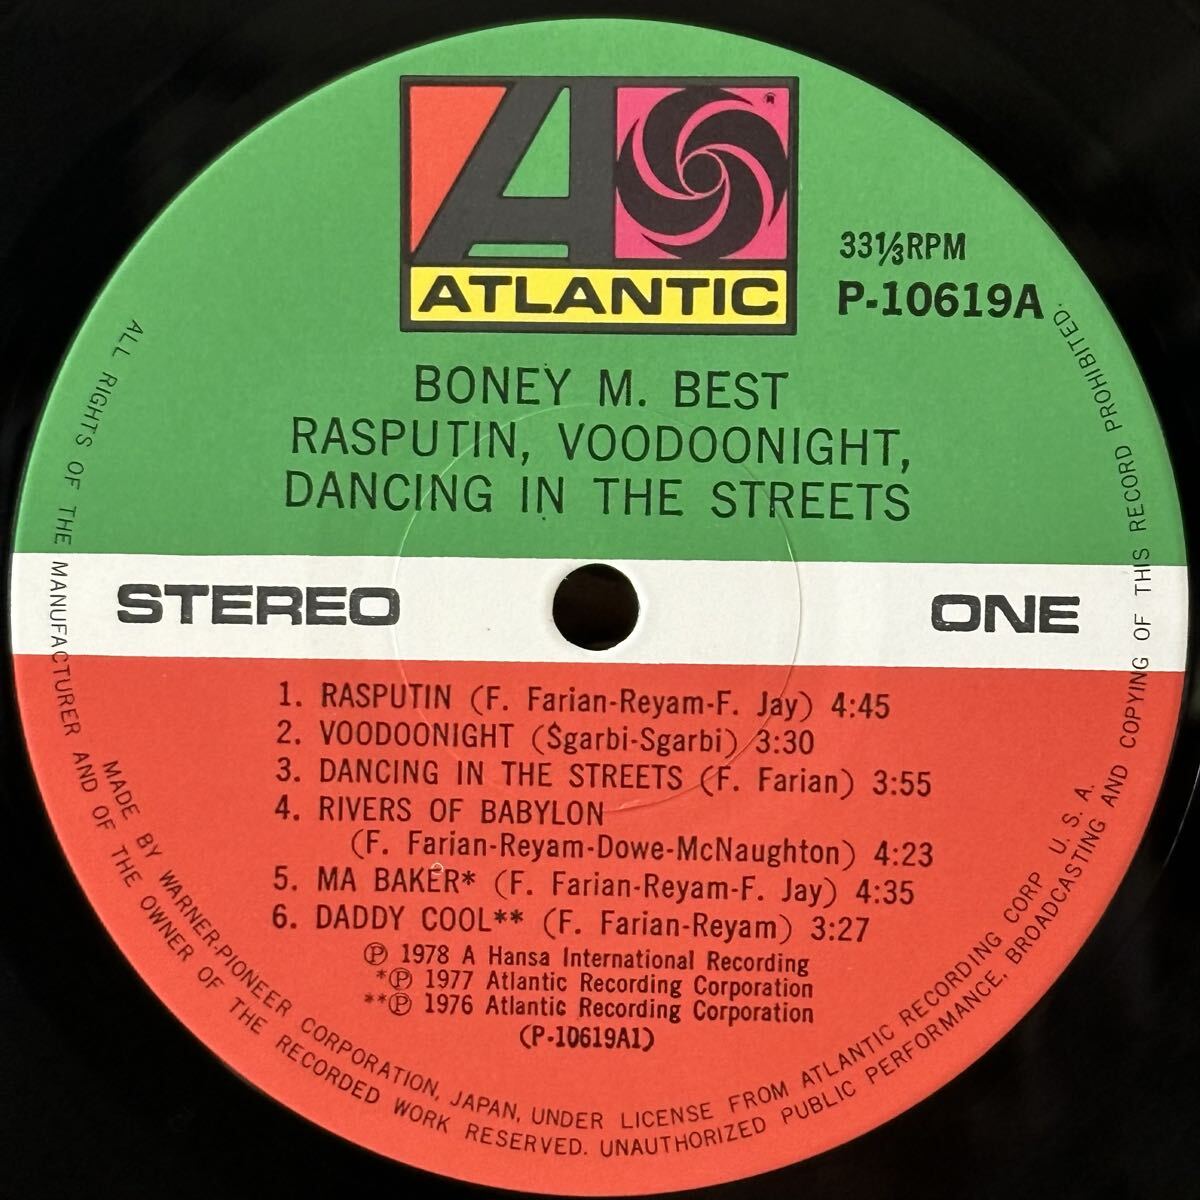 ATLANTIC
®
33⅓RPM
P-10619A
BONEY M. BEST
RASPUTIN, VOODOONIGHT,
DANCING IN THE STREETS
STEREO
ONE
1. RASPUTIN (F. Farian-Reyam-F. Jay) 4:45
2. VOODOONIGHT (Sgarbi-Sgarbi) 3:30
3. DANCING IN THE STREETS (F. Farian) 3:55
4. RIVERS OF BABYLON
(F. Farian-Reyam-Dowe-McNaughton) 4:23
5. MA BAKER* (F. Farian-Reyam-F. Jay) 4:35
6. DADDY COOL** (F. Farian-Reyam) 3:27
℗ 1978 A Hansa International Recording
*℗ 1977 Atlantic Recording Corporation
**℗ 1976 Atlantic Recording Corporation
(P-10619A1)
MADE BY WARNER-PIONEER CORPORATION, JAPAN, UNDER LICENSE FROM ATLANTIC RECORDING CORP U. S. A.
ALL RIGHTS OF THE MANUFACTURER AND OF THE OWNER OF THE RECORDED WORK RESERVED. UNAUTHORIZED PUBLIC PERFORMANCE, BROADCASTING AND COPYING OF THIS RECORD PROHIBITED.